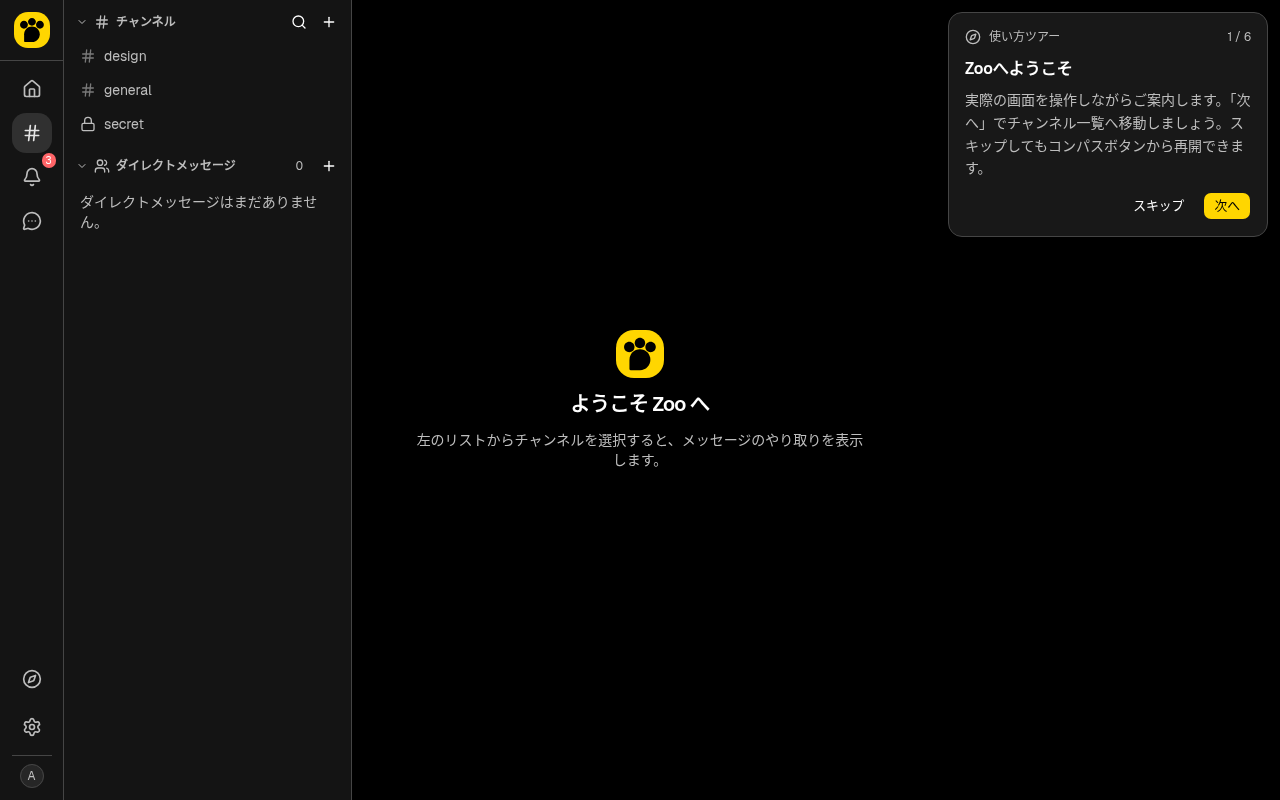 チャンネル
design
general
secret
3
ダイレクトメッセージ 0
ダイレクトメッセージはまだありませ
ん。
A
ようこそ Zoo へ
左のリストからチャンネルを選択すると、メッセージのやり取りを表示
します。
使い方ツアー 1 / 6
Zooへようこそ
実際の画面を操作しながらご案内します。「次
へ」でチャンネル一覧へ移動しましょう。ス
キップしてもコンパスボタンから再開できま
す。
スキップ 次へ